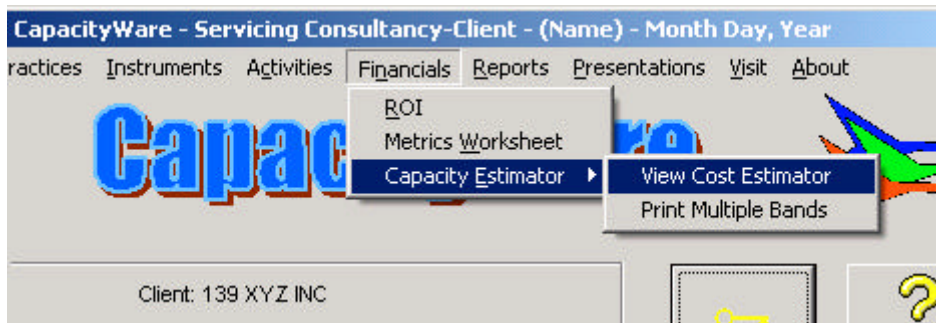 CapacityWare - Servicing Consultancy-Client - (Name) - Month Day, Year
ractices Instruments Activities Financials Reports Presentations Visit About
ROI
Metrics Worksheet
Capacity Estimator
View Cost Estimator
Print Multiple Bands
Client: 139 XYZ INC
?